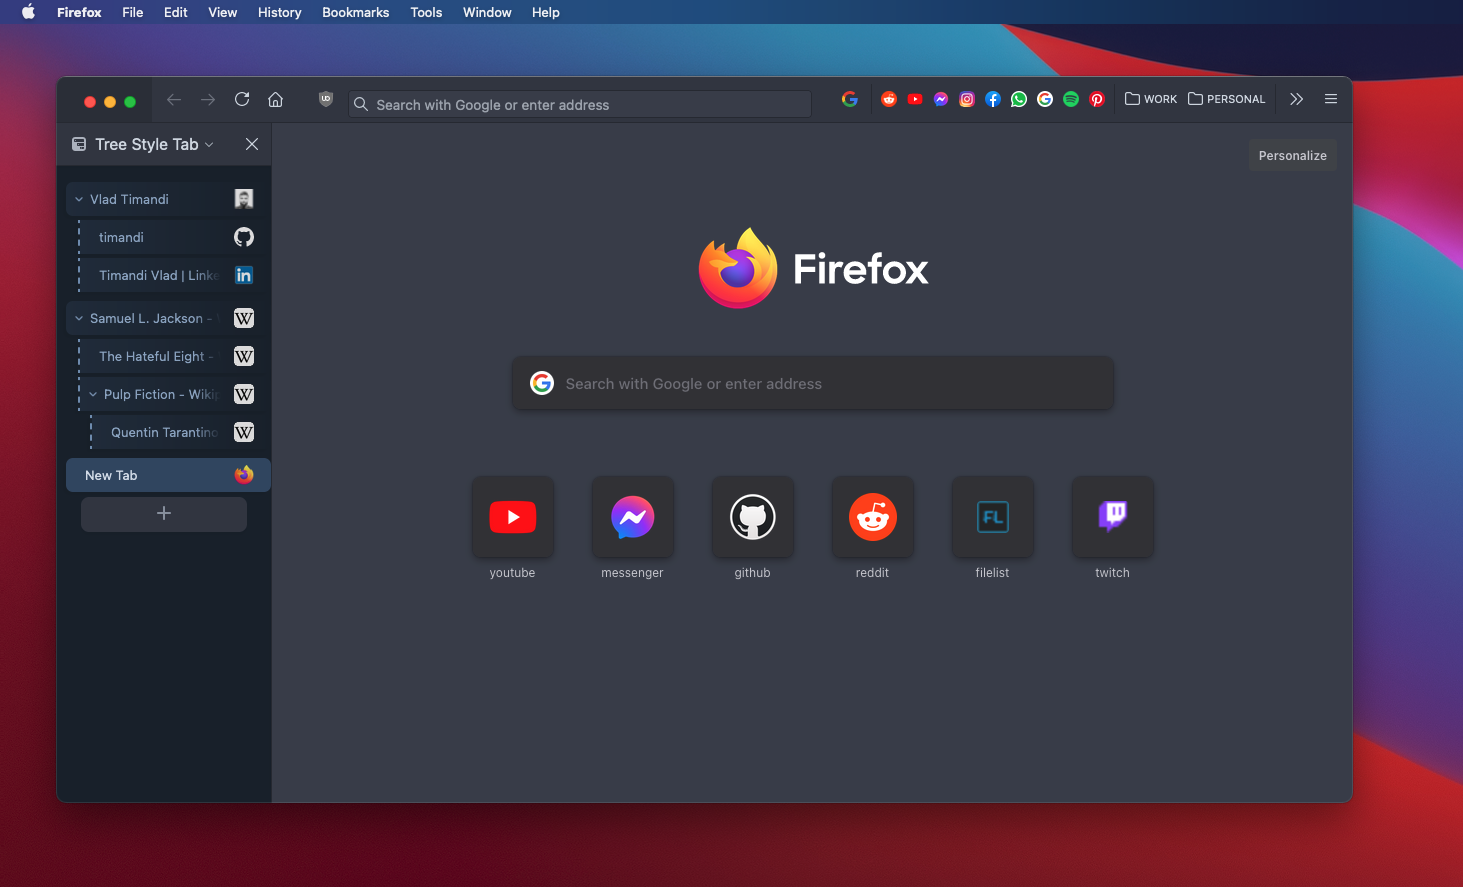 Firefox File Edit View History Bookmarks Tools Window Help
Search with Google or enter address
WORK PERSONAL
Tree Style Tab
Personalize
Vlad Timandi
timandi
Timandi Vlad | Linke
in
Samuel L. Jackson -
W
The Hateful Eight -
W
Pulp Fiction - Wikip
W
Quentin Tarantino
W
New Tab
Firefox
Search with Google or enter address
FL
youtube messenger github reddit filelist twitch